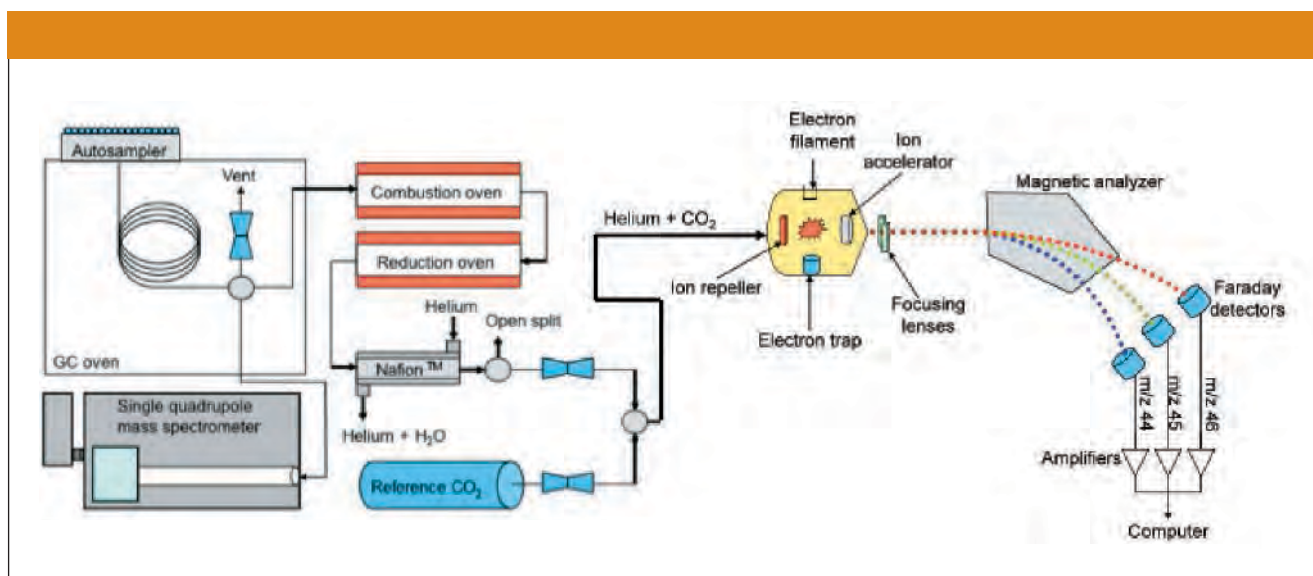 Autosampler
Vent
GC oven
Single quadrupole
mass spectrometer
Combustion oven
Reduction oven
Helium
Open split
Nafion™
Helium + H₂O
Reference CO₂
Helium + CO₂
Electron
filament
Ion
accelerator
Ion repeller
Electron trap
Focusing
lenses
Magnetic analyzer
Faraday
detectors
m/z 44
m/z 45
m/z 46
Amplifiers
Computer